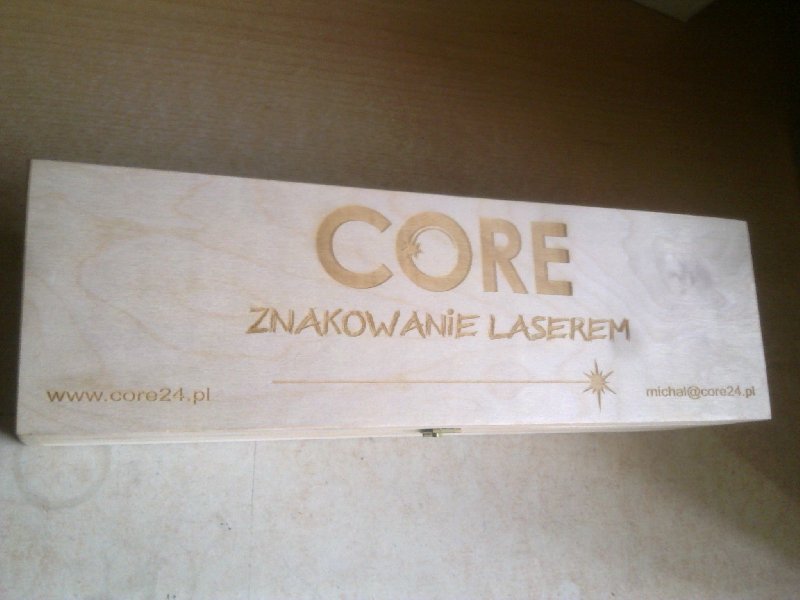 CORE
ZNAKOWANiE LASEREM
www.core24.pl
michal@core24.pl